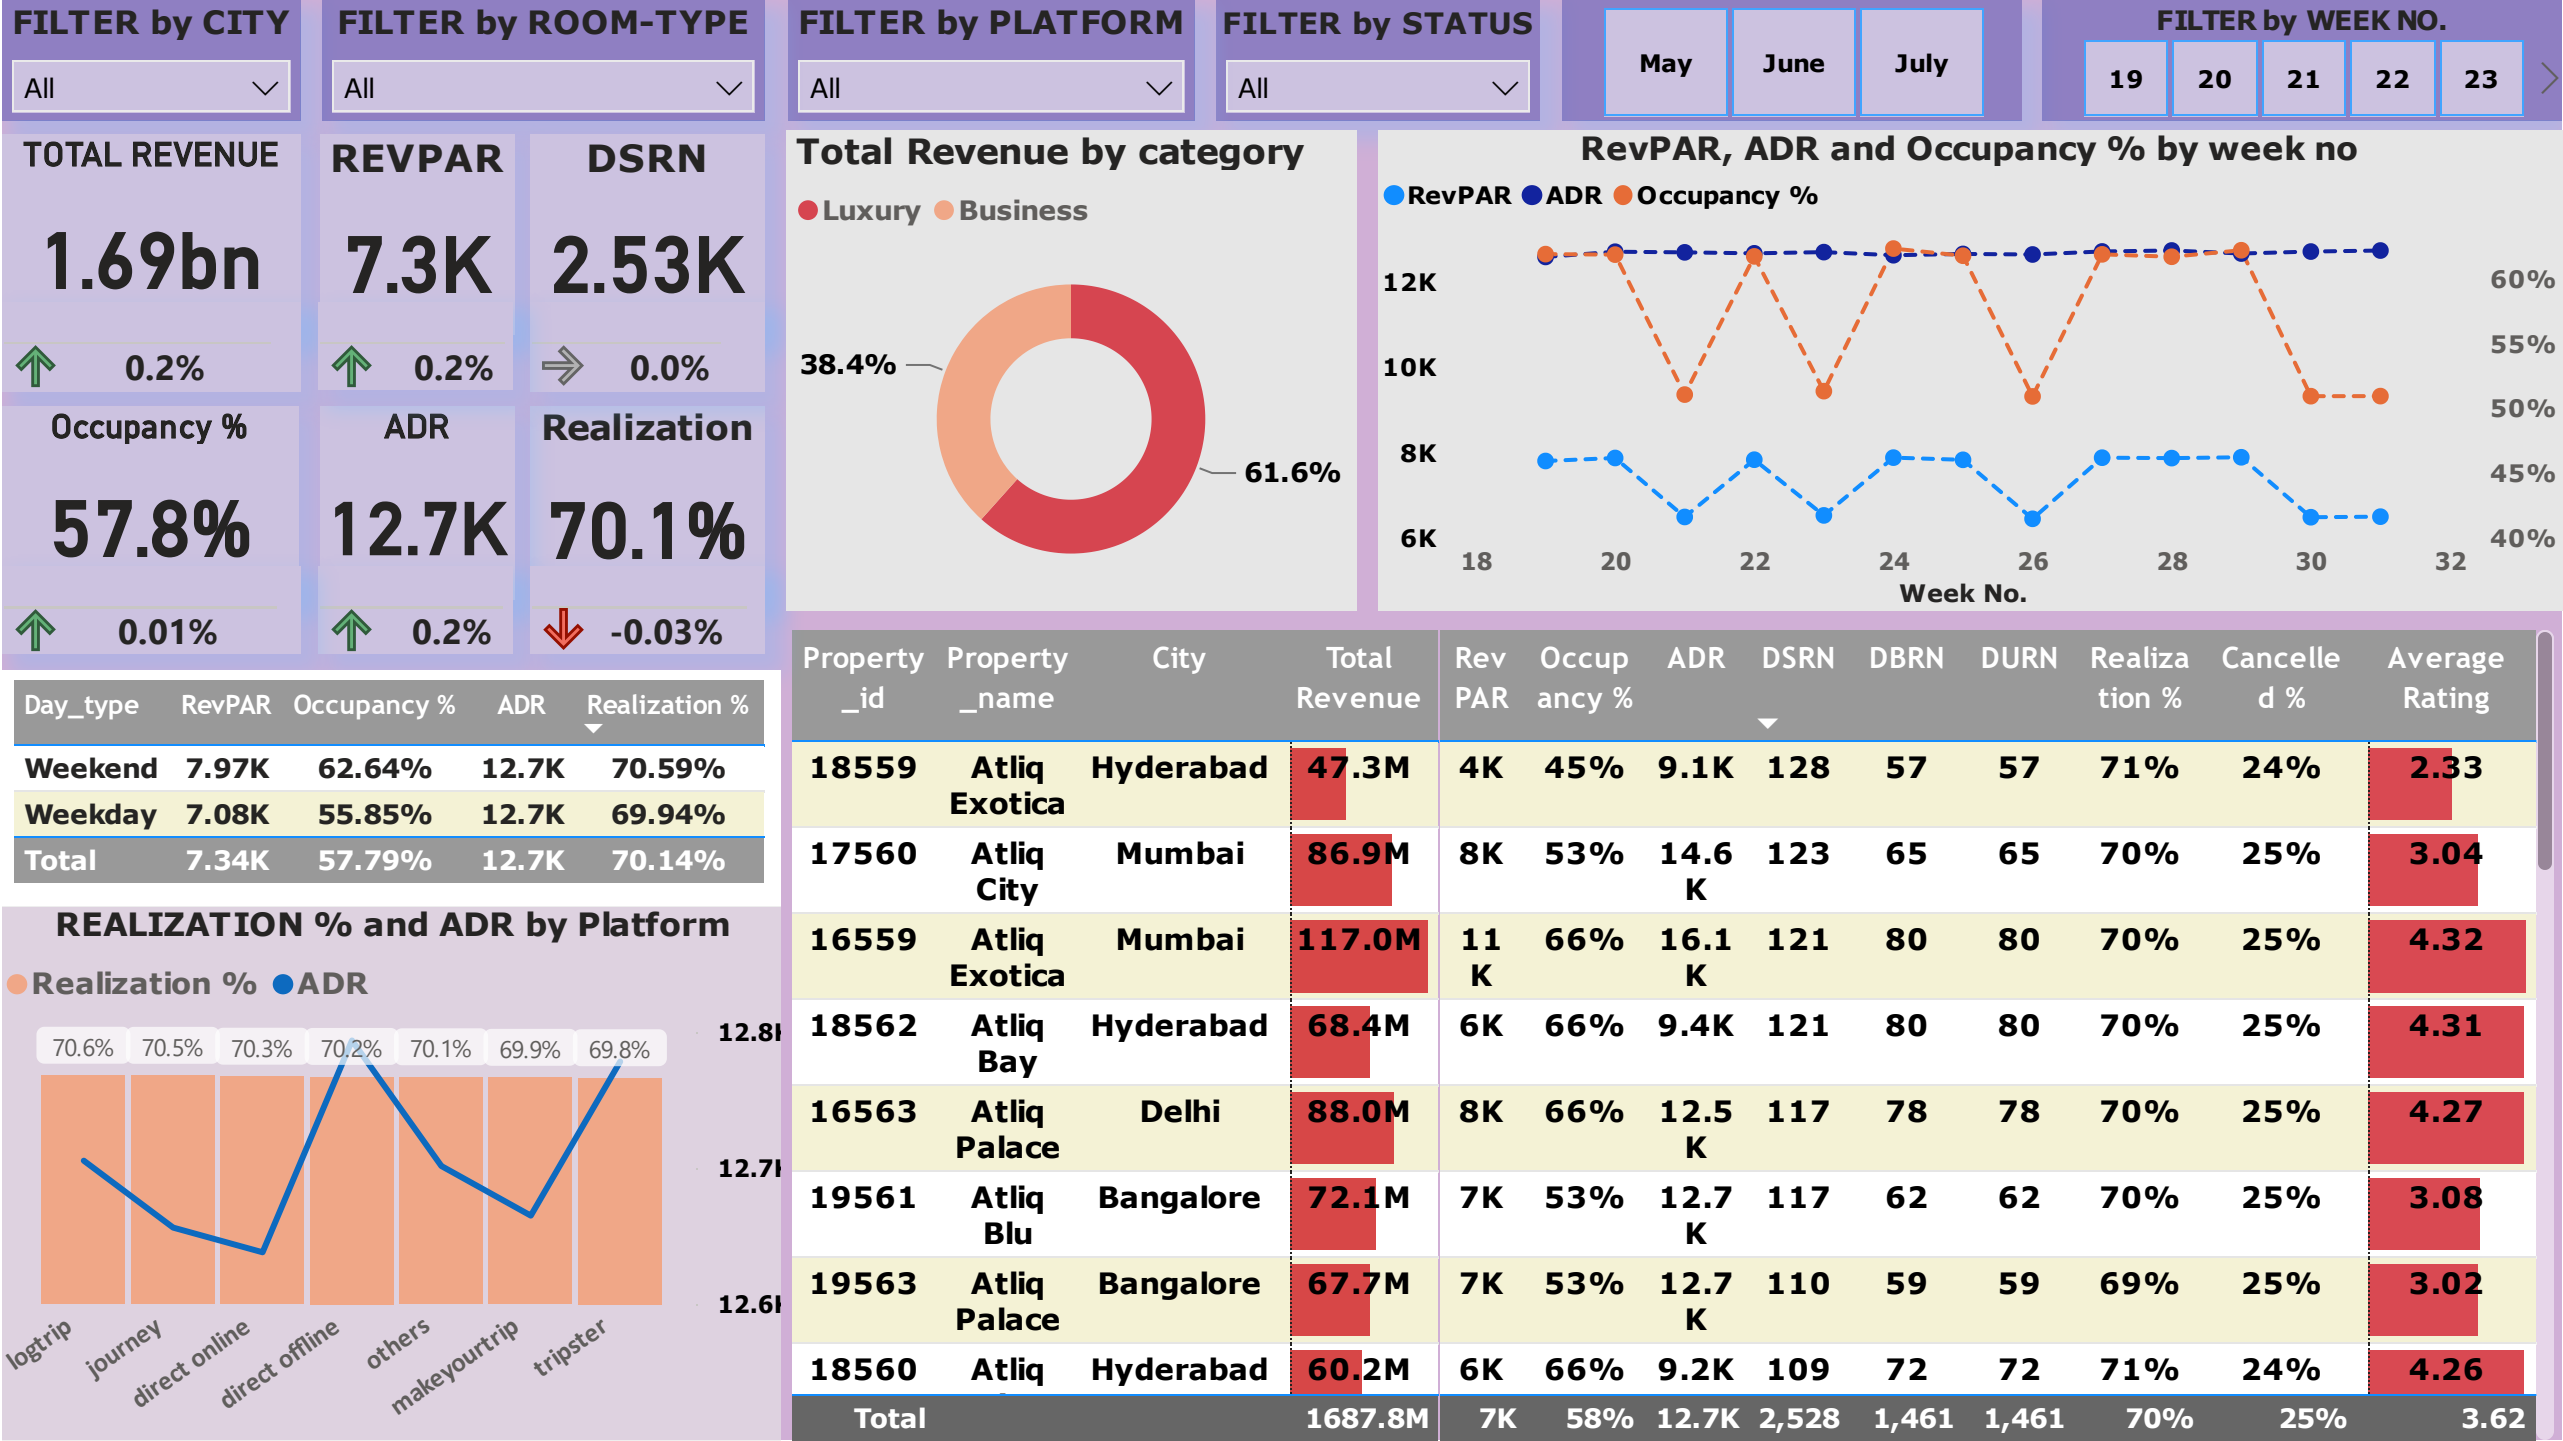 FILTER by CITY
All
FILTER by ROOM-TYPE
All
FILTER by PLATFORM
All
FILTER by STATUS
All
May June July
FILTER by WEEK NO.
19 20 21 22 23
TOTAL REVENUE
1.69bn
0.2%
REVPAR
7.3K
0.2%
DSRN
2.53K
0.0%
Occupancy %
57.8%
0.01%
ADR
12.7K
0.2%
Realization
70.1%
-0.03%
Total Revenue by category
Luxury Business
38.4%
61.6%
RevPAR, ADR and Occupancy % by week no
RevPAR ADR Occupancy %
12K
10K
8K
6K
60%
55%
50%
45%
40%
18 20 22 24 26 28 30 32
Week No.
Day_type RevPAR Occupancy % ADR Realization %
Weekend 7.97K 62.64% 12.7K 70.59%
Weekday 7.08K 55.85% 12.7K 69.94%
Total 7.34K 57.79% 12.7K 70.14%
REALIZATION % and ADR by Platform
Realization % ADR
70.6% 70.5% 70.3% 70.2% 70.1% 69.9% 69.8%
12.8K
12.7K
12.6K
logtrip journey direct online direct offline others makeyourtrip tripster
Property Property City Total Rev Occup ADR DSRN DBRN DURN Realiza Cancelle Average
_id _name Revenue PAR ancy % tion % d % Rating
18559 Atliq Hyderabad 47.3M 4K 45% 9.1K 128 57 57 71% 24% 2.33
Exotica
17560 Atliq Mumbai 86.9M 8K 53% 14.6 123 65 65 70% 25% 3.04
City K
16559 Atliq Mumbai 117.0M 11 66% 16.1 121 80 80 70% 25% 4.32
Exotica K K
18562 Atliq Hyderabad 68.4M 6K 66% 9.4K 121 80 80 70% 25% 4.31
Bay
16563 Atliq Delhi 88.0M 8K 66% 12.5 117 78 78 70% 25% 4.27
Palace K
19561 Atliq Bangalore 72.1M 7K 53% 12.7 117 62 62 70% 25% 3.08
Blu K
19563 Atliq Bangalore 67.7M 7K 53% 12.7 110 59 59 69% 25% 3.02
Palace K
18560 Atliq Hyderabad 60.2M 6K 66% 9.2K 109 72 72 71% 24% 4.26
Total 1687.8M 7K 58% 12.7K 2,528 1,461 1,461 70% 25% 3.62